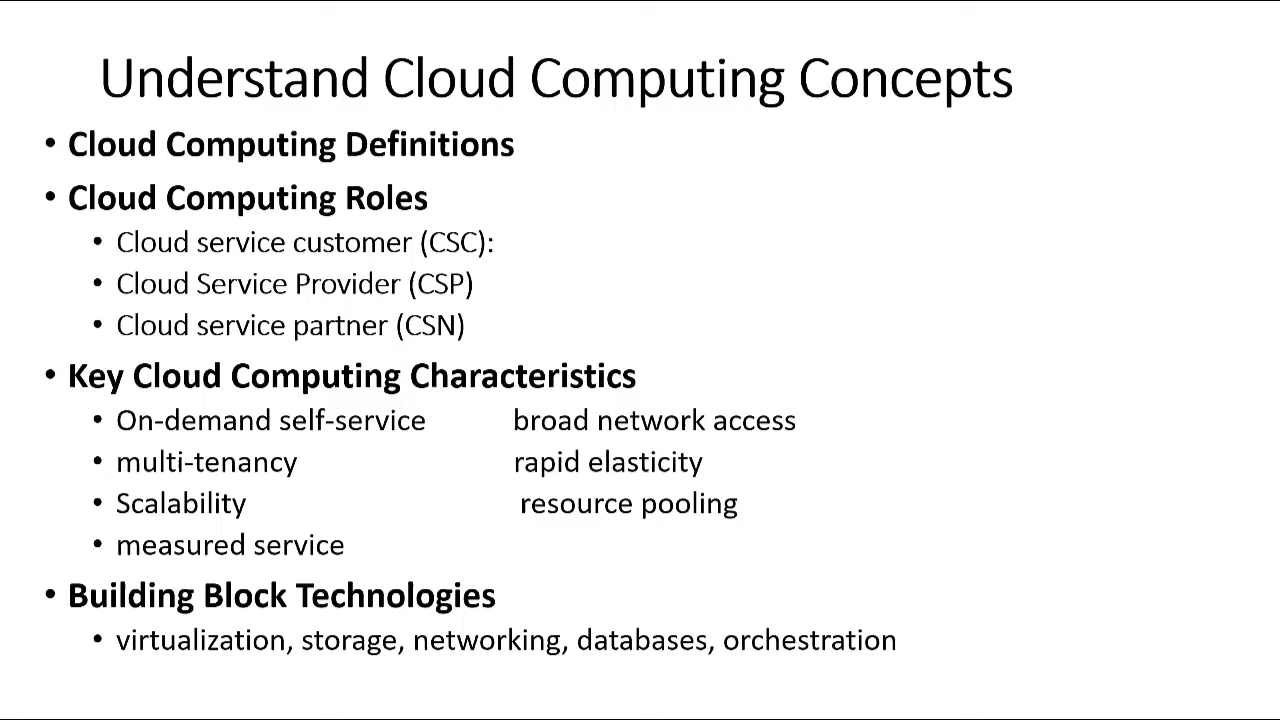 Understand Cloud Computing Concepts
• Cloud Computing Definitions
• Cloud Computing Roles
• Cloud service customer (CSC):
• Cloud Service Provider (CSP)
• Cloud service partner (CSN)
• Key Cloud Computing Characteristics
• On-demand self-service broad network access
• multi-tenancy rapid elasticity
• Scalability resource pooling
• measured service
• Building Block Technologies
• virtualization, storage, networking, databases, orchestration